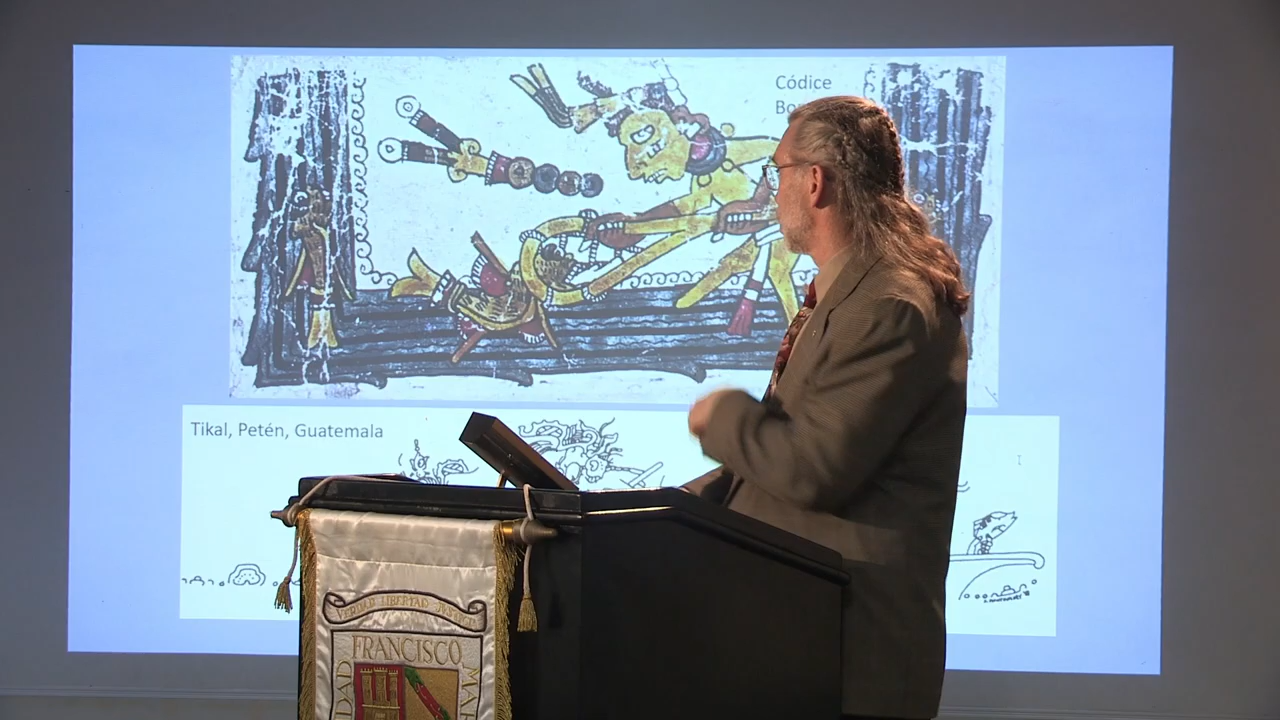 Códice
Tikal, Petén, Guatemala
VERDAD LIBERTAD JUSTICIA
FRANCISCO